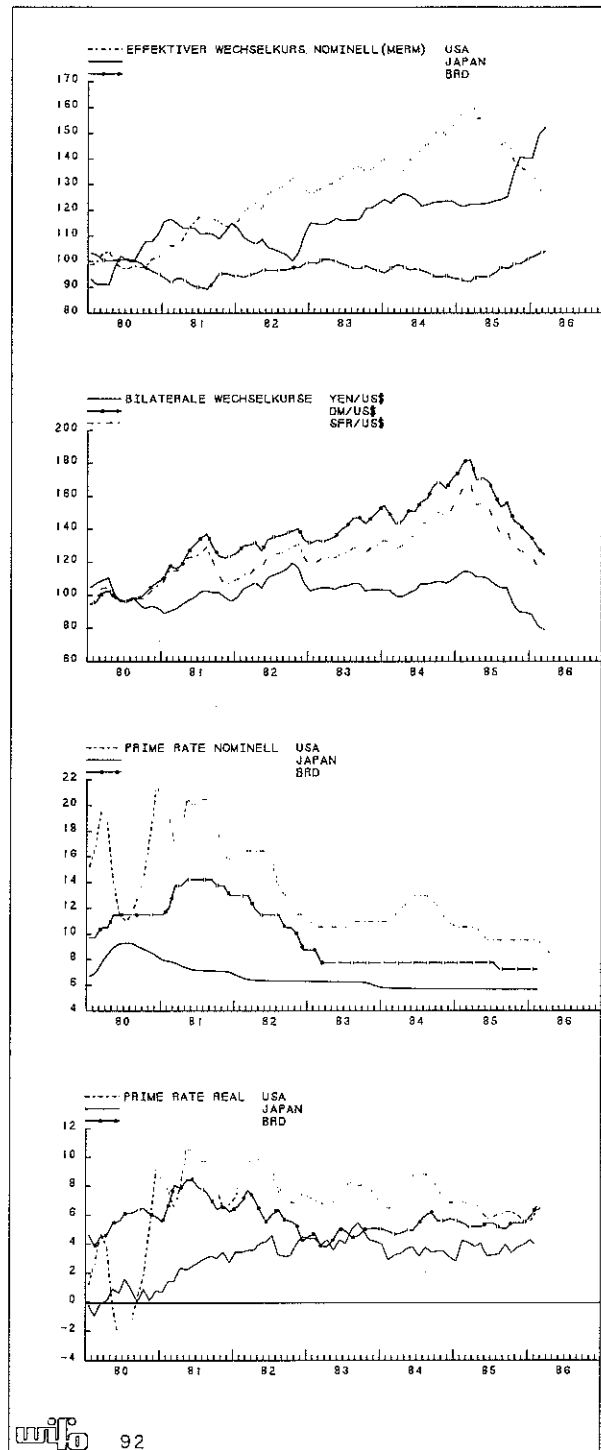 EFFEKTIVER WECHSELKURS NOMINELL (MERM) USA
JAPAN
BRD
170
160
150
140
130
120
110
100
90
80
80 81 82 83 84 85 86
BILATERALE WECHSELKURSE YEN/US$
DM/US$
SFR/US$
200
180
160
140
120
100
80
60
80 81 82 83 84 85 86
PRIME RATE NOMINELL USA
JAPAN
BRD
22
20
18
16
14
12
10
8
6
4
80 81 82 83 84 85 86
PRIME RATE REAL USA
JAPAN
BRD
12
10
8
6
4
2
0
-2
-4
80 81 82 83 84 85 86
wifo 92